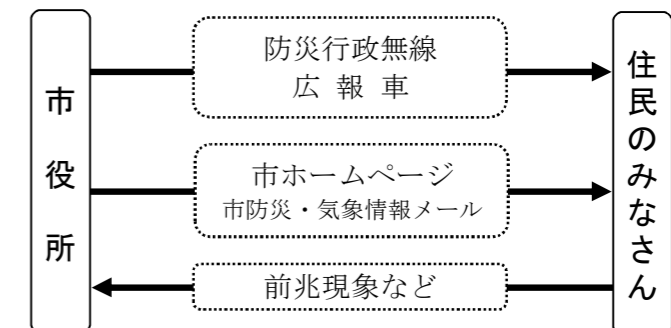 市役所
防災行政無線
広 報 車
市ホームページ
市防災・気象情報メール
前兆現象など
住民のみなさん